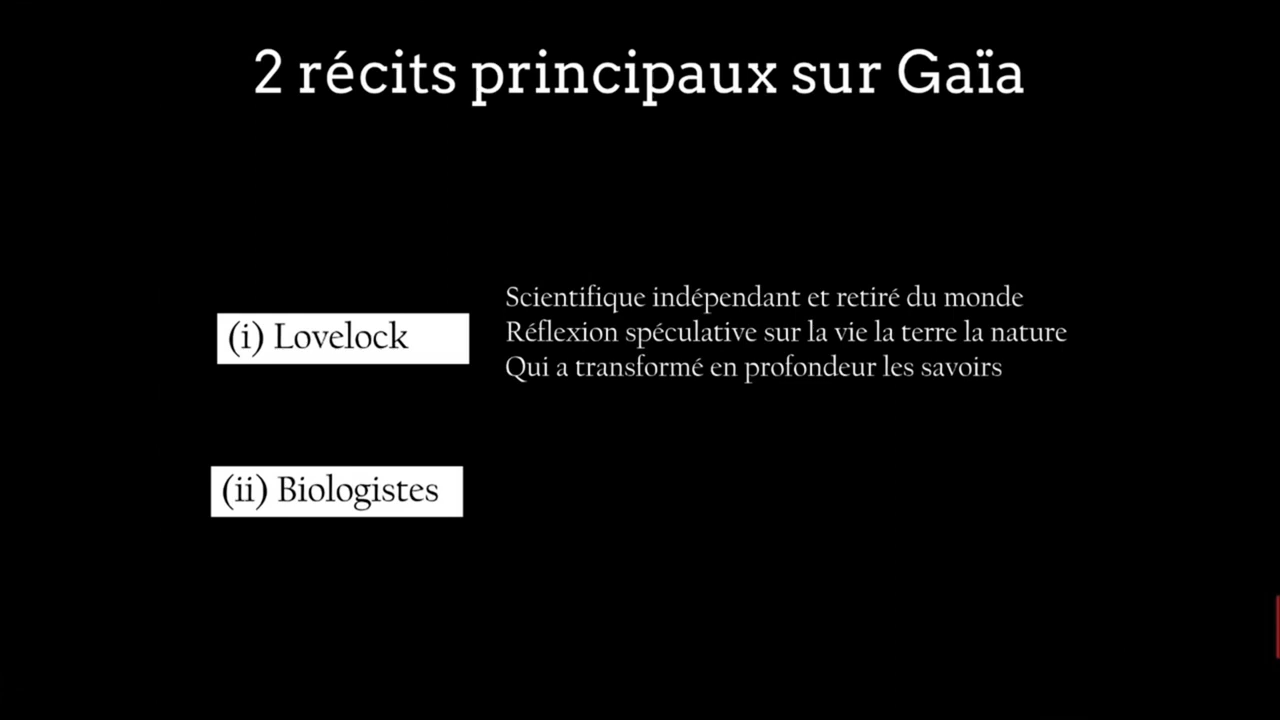 2 récits principaux sur Gaïa
Scientifique indépendant et retiré du monde
(i) Lovelock
Réflexion spéculative sur la vie la terre la nature
Qui a transformé en profondeur les savoirs
(ii) Biologistes